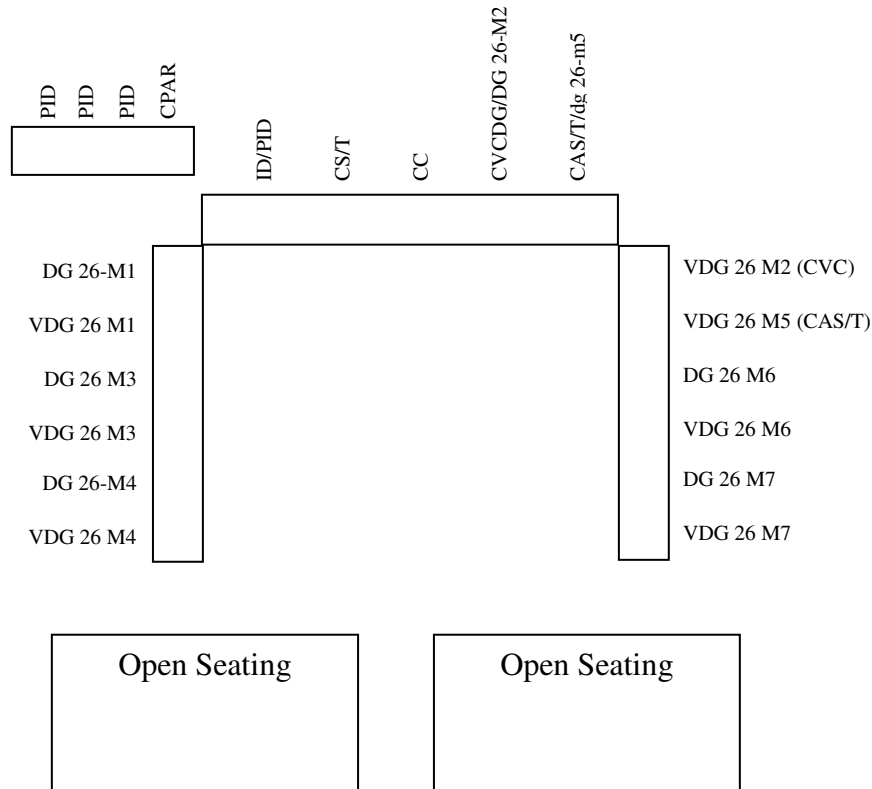 PID
PID
PID
CPAR
ID/PID
CS/T
CC
CVCDG/DG 26-M2
CAS/T/dg 26-m5
DG 26-M1
VDG 26 M1
DG 26 M3
VDG 26 M3
DG 26-M4
VDG 26 M4
VDG 26 M2 (CVC)
VDG 26 M5 (CAS/T)
DG 26 M6
VDG 26 M6
DG 26 M7
VDG 26 M7
Open Seating
Open Seating